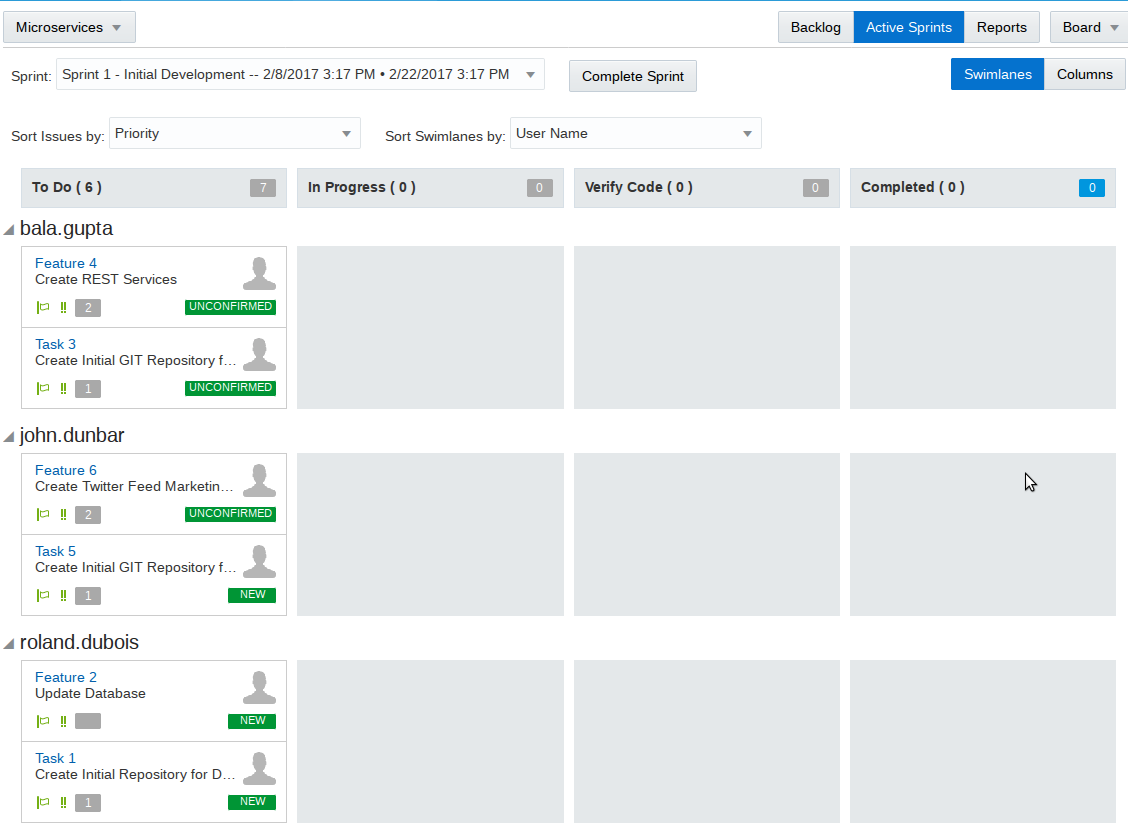 Microservices Backlog Active Sprints Reports Board
Sprint: Sprint 1 - Initial Development -- 2/8/2017 3:17 PM • 2/22/2017 3:17 PM Complete Sprint Swimlanes Columns
Sort Issues by: Priority Sort Swimlanes by: User Name
To Do ( 6 ) 7 In Progress ( 0 ) 0 Verify Code ( 0 ) 0 Completed ( 0 ) 0
bala.gupta
Feature 4
Create REST Services
!! 2 UNCONFIRMED
Task 3
Create Initial GIT Repository f...
!! 1 UNCONFIRMED
john.dunbar
Feature 6
Create Twitter Feed Marketin...
!! 2 UNCONFIRMED
Task 5
Create Initial GIT Repository f...
!! 1 NEW
roland.dubois
Feature 2
Update Database
!! NEW
Task 1
Create Initial Repository for D...
!! 1 NEW